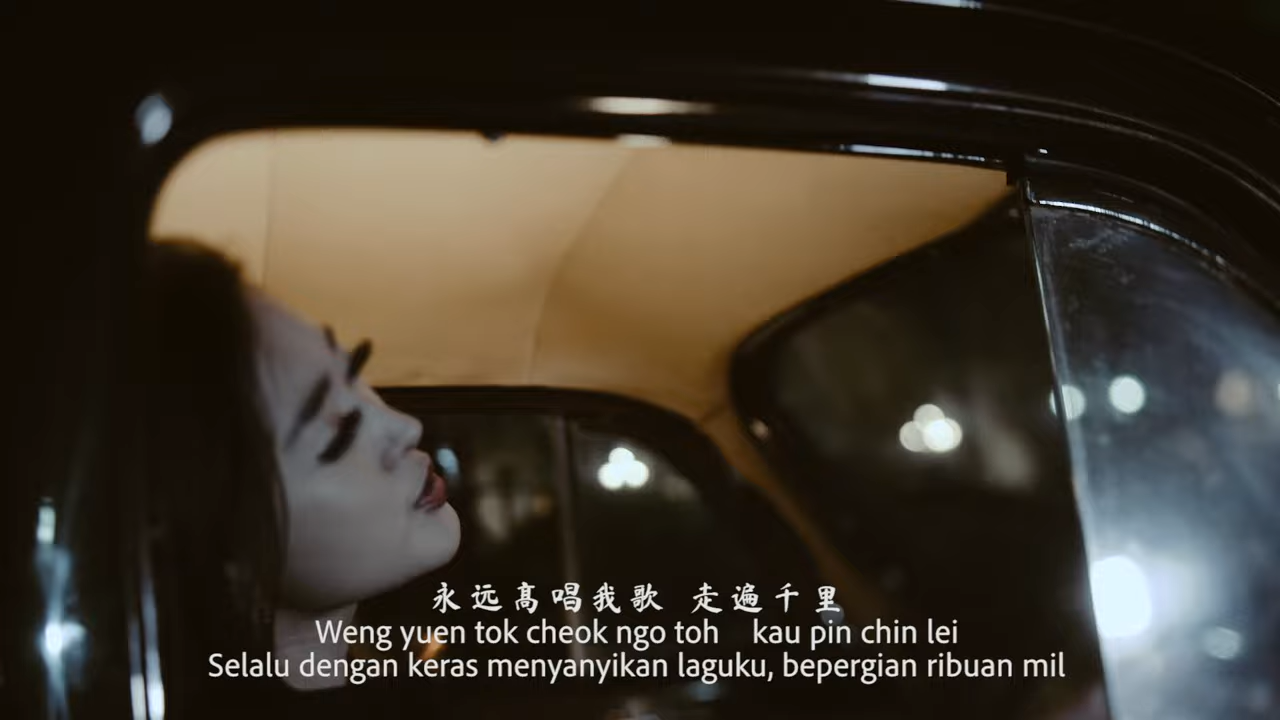 永远高唱我歌 走遍千里
Weng yuen tok cheok ngo toh kau pin chin lei
Selalu dengan keras menyanyikan laguku, bepergian ribuan mil